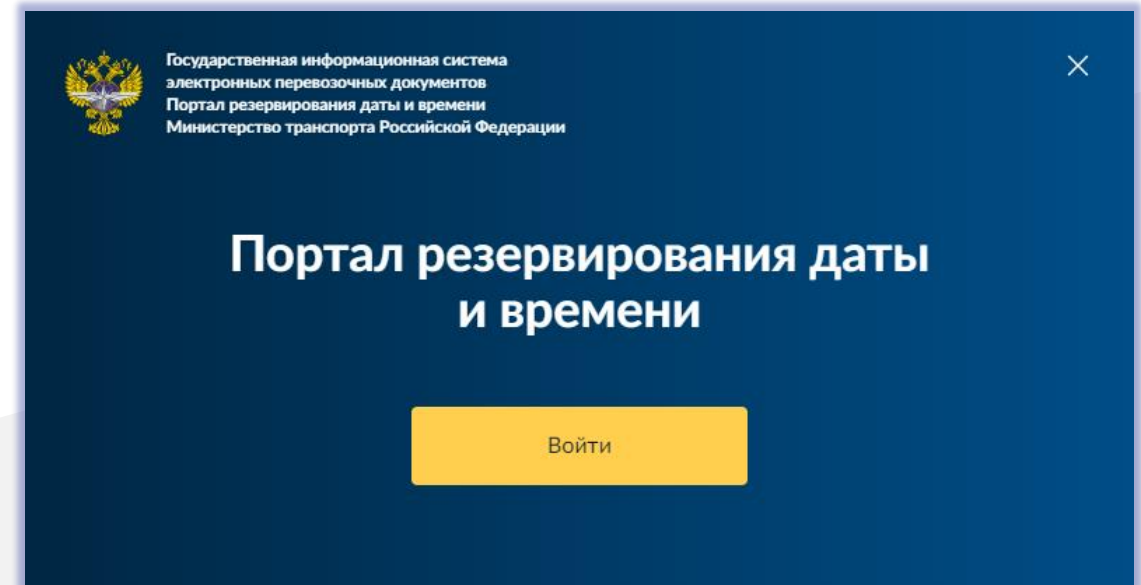 Государственная информационная система
электронных перевозочных документов
Портал резервирования даты и времени
Министерство транспорта Российской Федерации
Портал резервирования даты
и времени
Войти